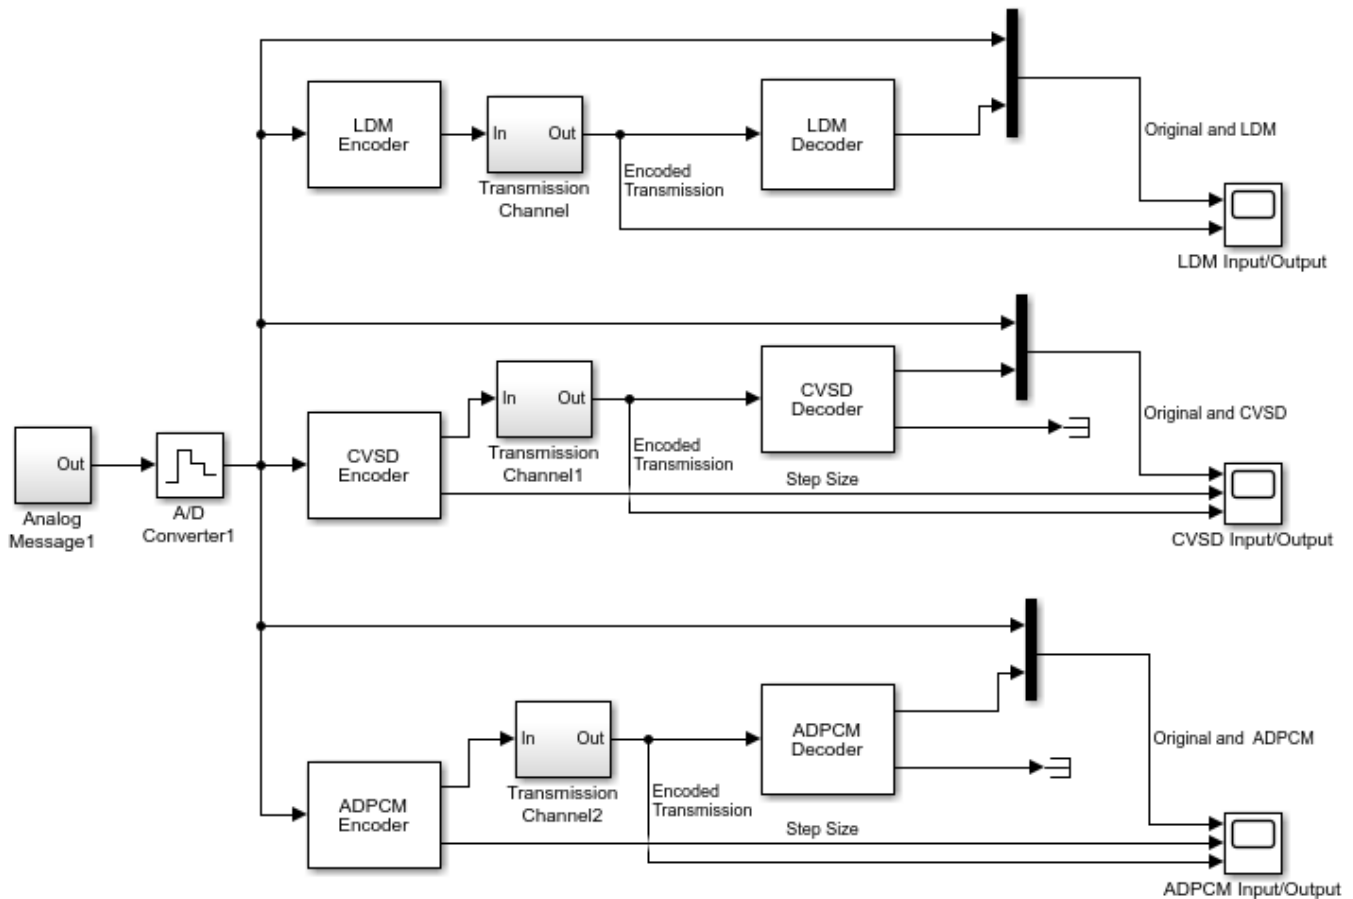 LDM
Encoder
In
Out
Transmission
Channel
Encoded
Transmission
LDM
Decoder
Original and LDM
LDM Input/Output
Out
Analog
Message1
A/D
Converter1
CVSD
Encoder
In
Out
Transmission
Channel1
Encoded
Transmission
CVSD
Decoder
Step Size
Original and CVSD
CVSD Input/Output
ADPCM
Encoder
In
Out
Transmission
Channel2
Encoded
Transmission
ADPCM
Decoder
Step Size
Original and  ADPCM
ADPCM Input/Output